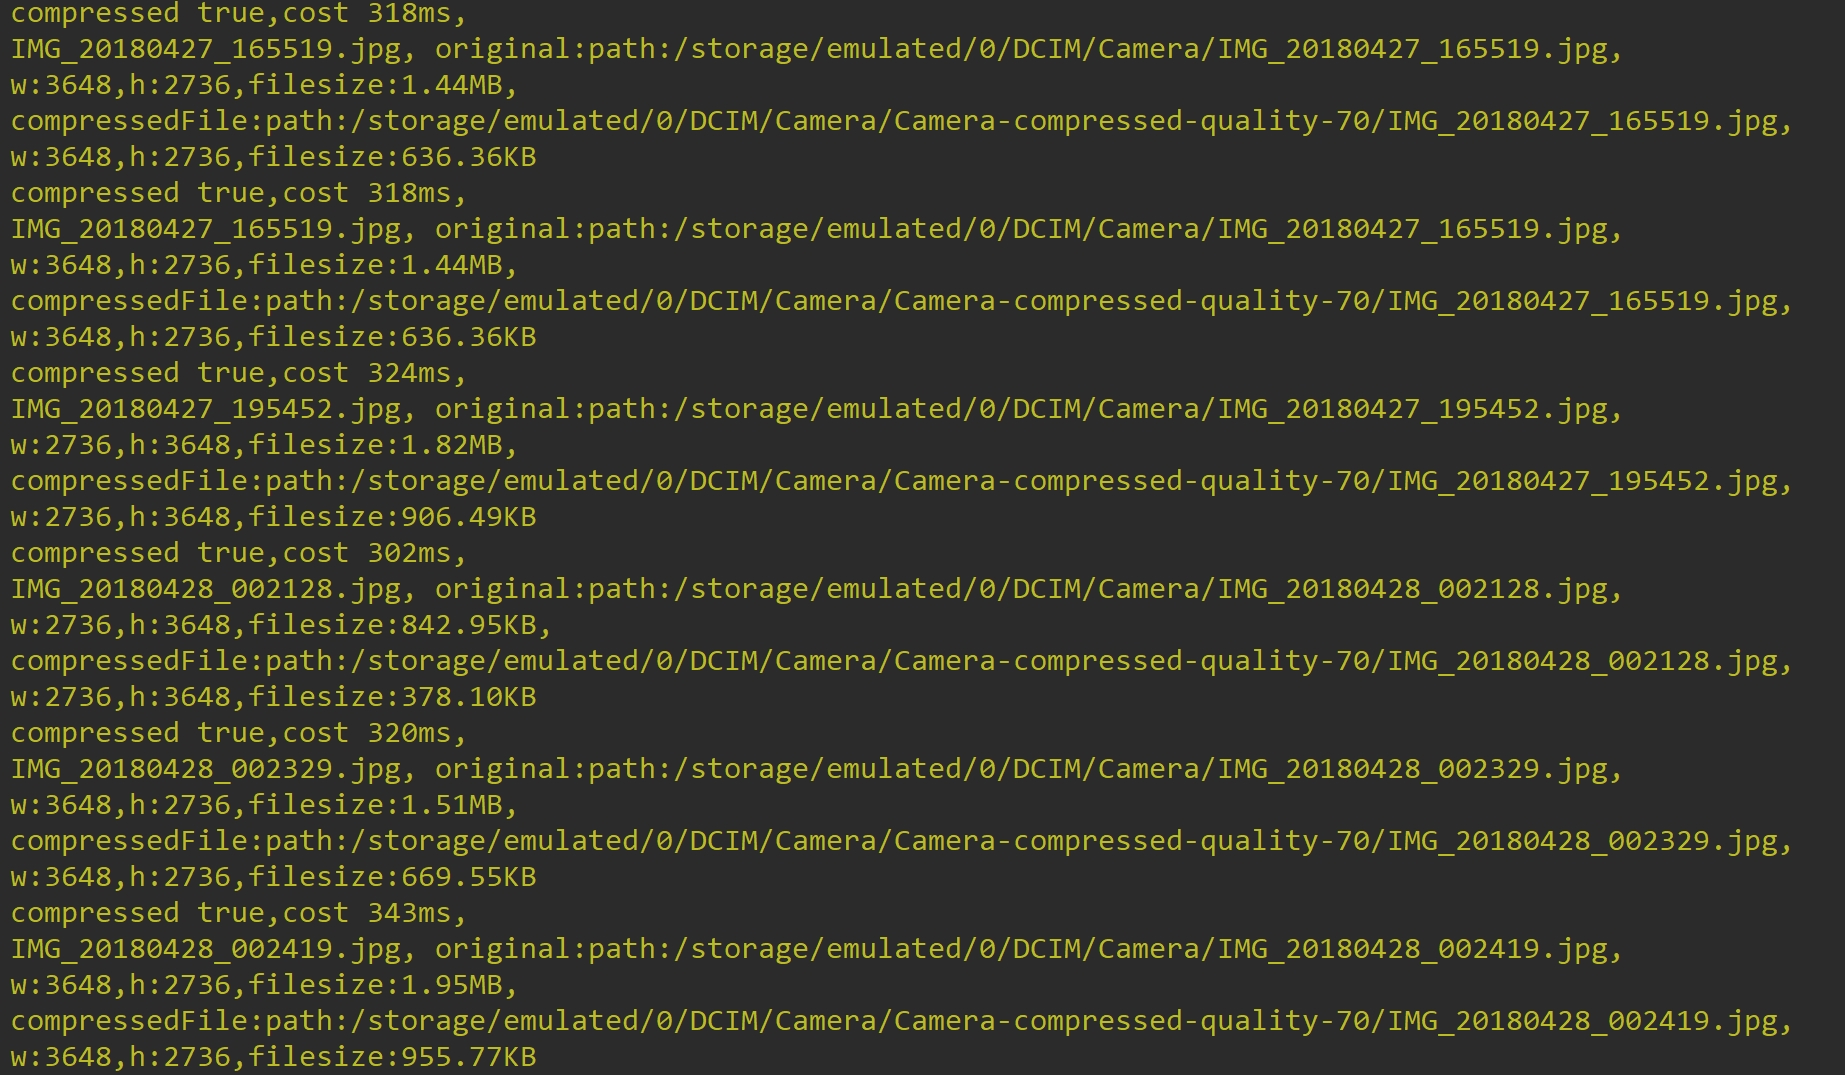 compressed true,cost 318ms,
IMG_20180427_165519.jpg, original:path:/storage/emulated/0/DCIM/Camera/IMG_20180427_165519.jpg,
w:3648,h:2736,filesize:1.44MB,
compressedFile:path:/storage/emulated/0/DCIM/Camera/Camera-compressed-quality-70/IMG_20180427_165519.jpg,
w:3648,h:2736,filesize:636.36KB
compressed true,cost 318ms,
IMG_20180427_165519.jpg, original:path:/storage/emulated/0/DCIM/Camera/IMG_20180427_165519.jpg,
w:3648,h:2736,filesize:1.44MB,
compressedFile:path:/storage/emulated/0/DCIM/Camera/Camera-compressed-quality-70/IMG_20180427_165519.jpg,
w:3648,h:2736,filesize:636.36KB
compressed true,cost 324ms,
IMG_20180427_195452.jpg, original:path:/storage/emulated/0/DCIM/Camera/IMG_20180427_195452.jpg,
w:2736,h:3648,filesize:1.82MB,
compressedFile:path:/storage/emulated/0/DCIM/Camera/Camera-compressed-quality-70/IMG_20180427_195452.jpg,
w:2736,h:3648,filesize:906.49KB
compressed true,cost 302ms,
IMG_20180428_002128.jpg, original:path:/storage/emulated/0/DCIM/Camera/IMG_20180428_002128.jpg,
w:2736,h:3648,filesize:842.95KB,
compressedFile:path:/storage/emulated/0/DCIM/Camera/Camera-compressed-quality-70/IMG_20180428_002128.jpg,
w:2736,h:3648,filesize:378.10KB
compressed true,cost 320ms,
IMG_20180428_002329.jpg, original:path:/storage/emulated/0/DCIM/Camera/IMG_20180428_002329.jpg,
w:3648,h:2736,filesize:1.51MB,
compressedFile:path:/storage/emulated/0/DCIM/Camera/Camera-compressed-quality-70/IMG_20180428_002329.jpg,
w:3648,h:2736,filesize:669.55KB
compressed true,cost 343ms,
IMG_20180428_002419.jpg, original:path:/storage/emulated/0/DCIM/Camera/IMG_20180428_002419.jpg,
w:3648,h:2736,filesize:1.95MB,
compressedFile:path:/storage/emulated/0/DCIM/Camera/Camera-compressed-quality-70/IMG_20180428_002419.jpg,
w:3648,h:2736,filesize:955.77KB